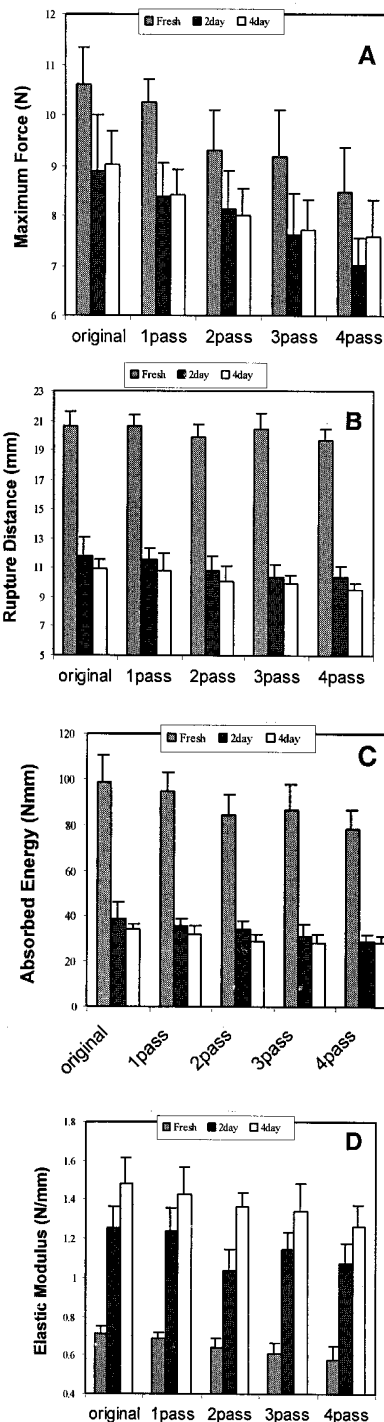 Fresh 2day 4day
A
Maximum Force (N)
12
11
10
9
8
7
6
original 1pass 2pass 3pass 4pass
Fresh 2day 4day
B
Rupture Distance (mm)
23
21
19
17
15
13
11
9
7
5
original 1pass 2pass 3pass 4pass
Fresh 2day 4day
C
Absorbed Energy (Nmm)
120
100
80
60
40
20
0
original 1pass 2pass 3pass 4pass
Fresh 2day 4day
D
Elastic Modulus (N/mm)
1.8
1.6
1.4
1.2
1
0.8
0.6
0.4
original 1pass 2pass 3pass 4pass